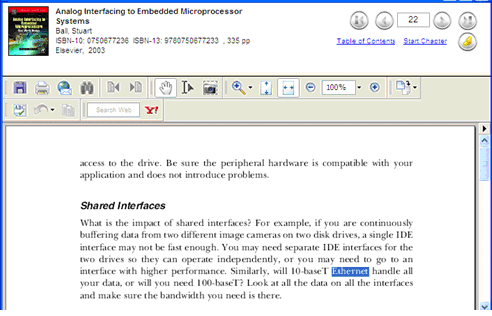 Analog Interfacing to Embedded Microprocessor
Systems
Ball, Stuart
ISBN-10: 0750677236 ISBN-13: 9780750677233 , 335 pp
Elsevier, 2003
22
Table of Contents Start Chapter
100%
Search Web Y!
access to the drive. Be sure the peripheral hardware is compatible with your
application and does not introduce problems.
Shared Interfaces
What is the impact of shared interfaces? For example, if you are continuously
buffering data from two different image cameras on two disk drives, a single IDE
interface may not be fast enough. You may need separate IDE interfaces for the
two drives so they can operate independently, or you may need to go to an
interface with higher performance. Similarly, will 10-baseT Ethernet handle all
your data, or will you need 100-baseT? Look at all the data on all the interfaces
and make sure the bandwidth you need is there.